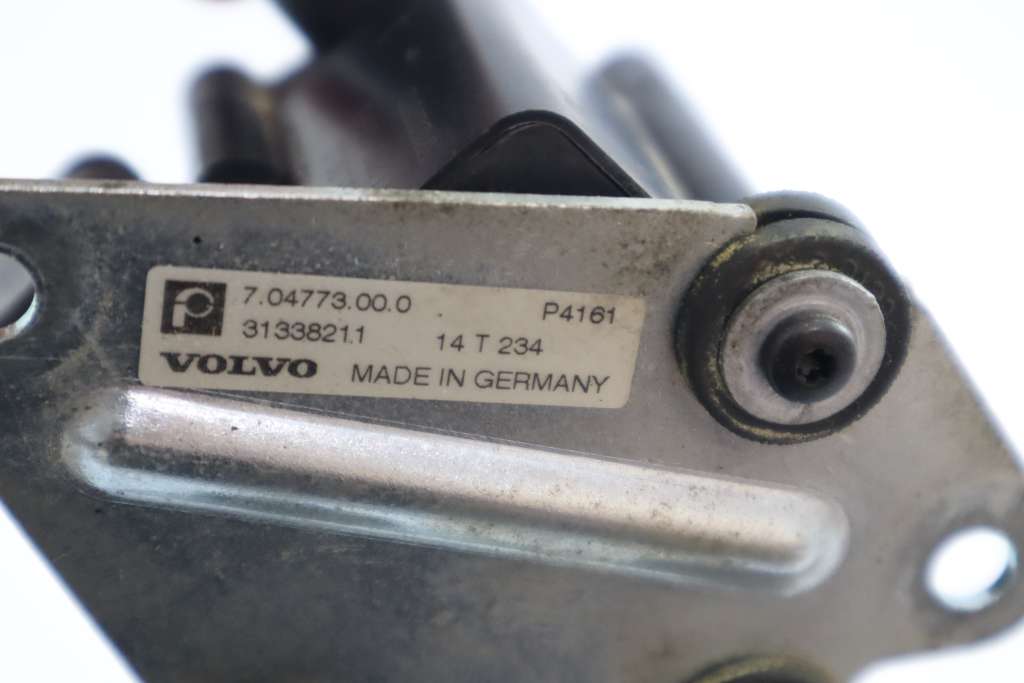 7.04773.00.0 P4161
31338211 14 T 234
VOLVO MADE IN GERMANY